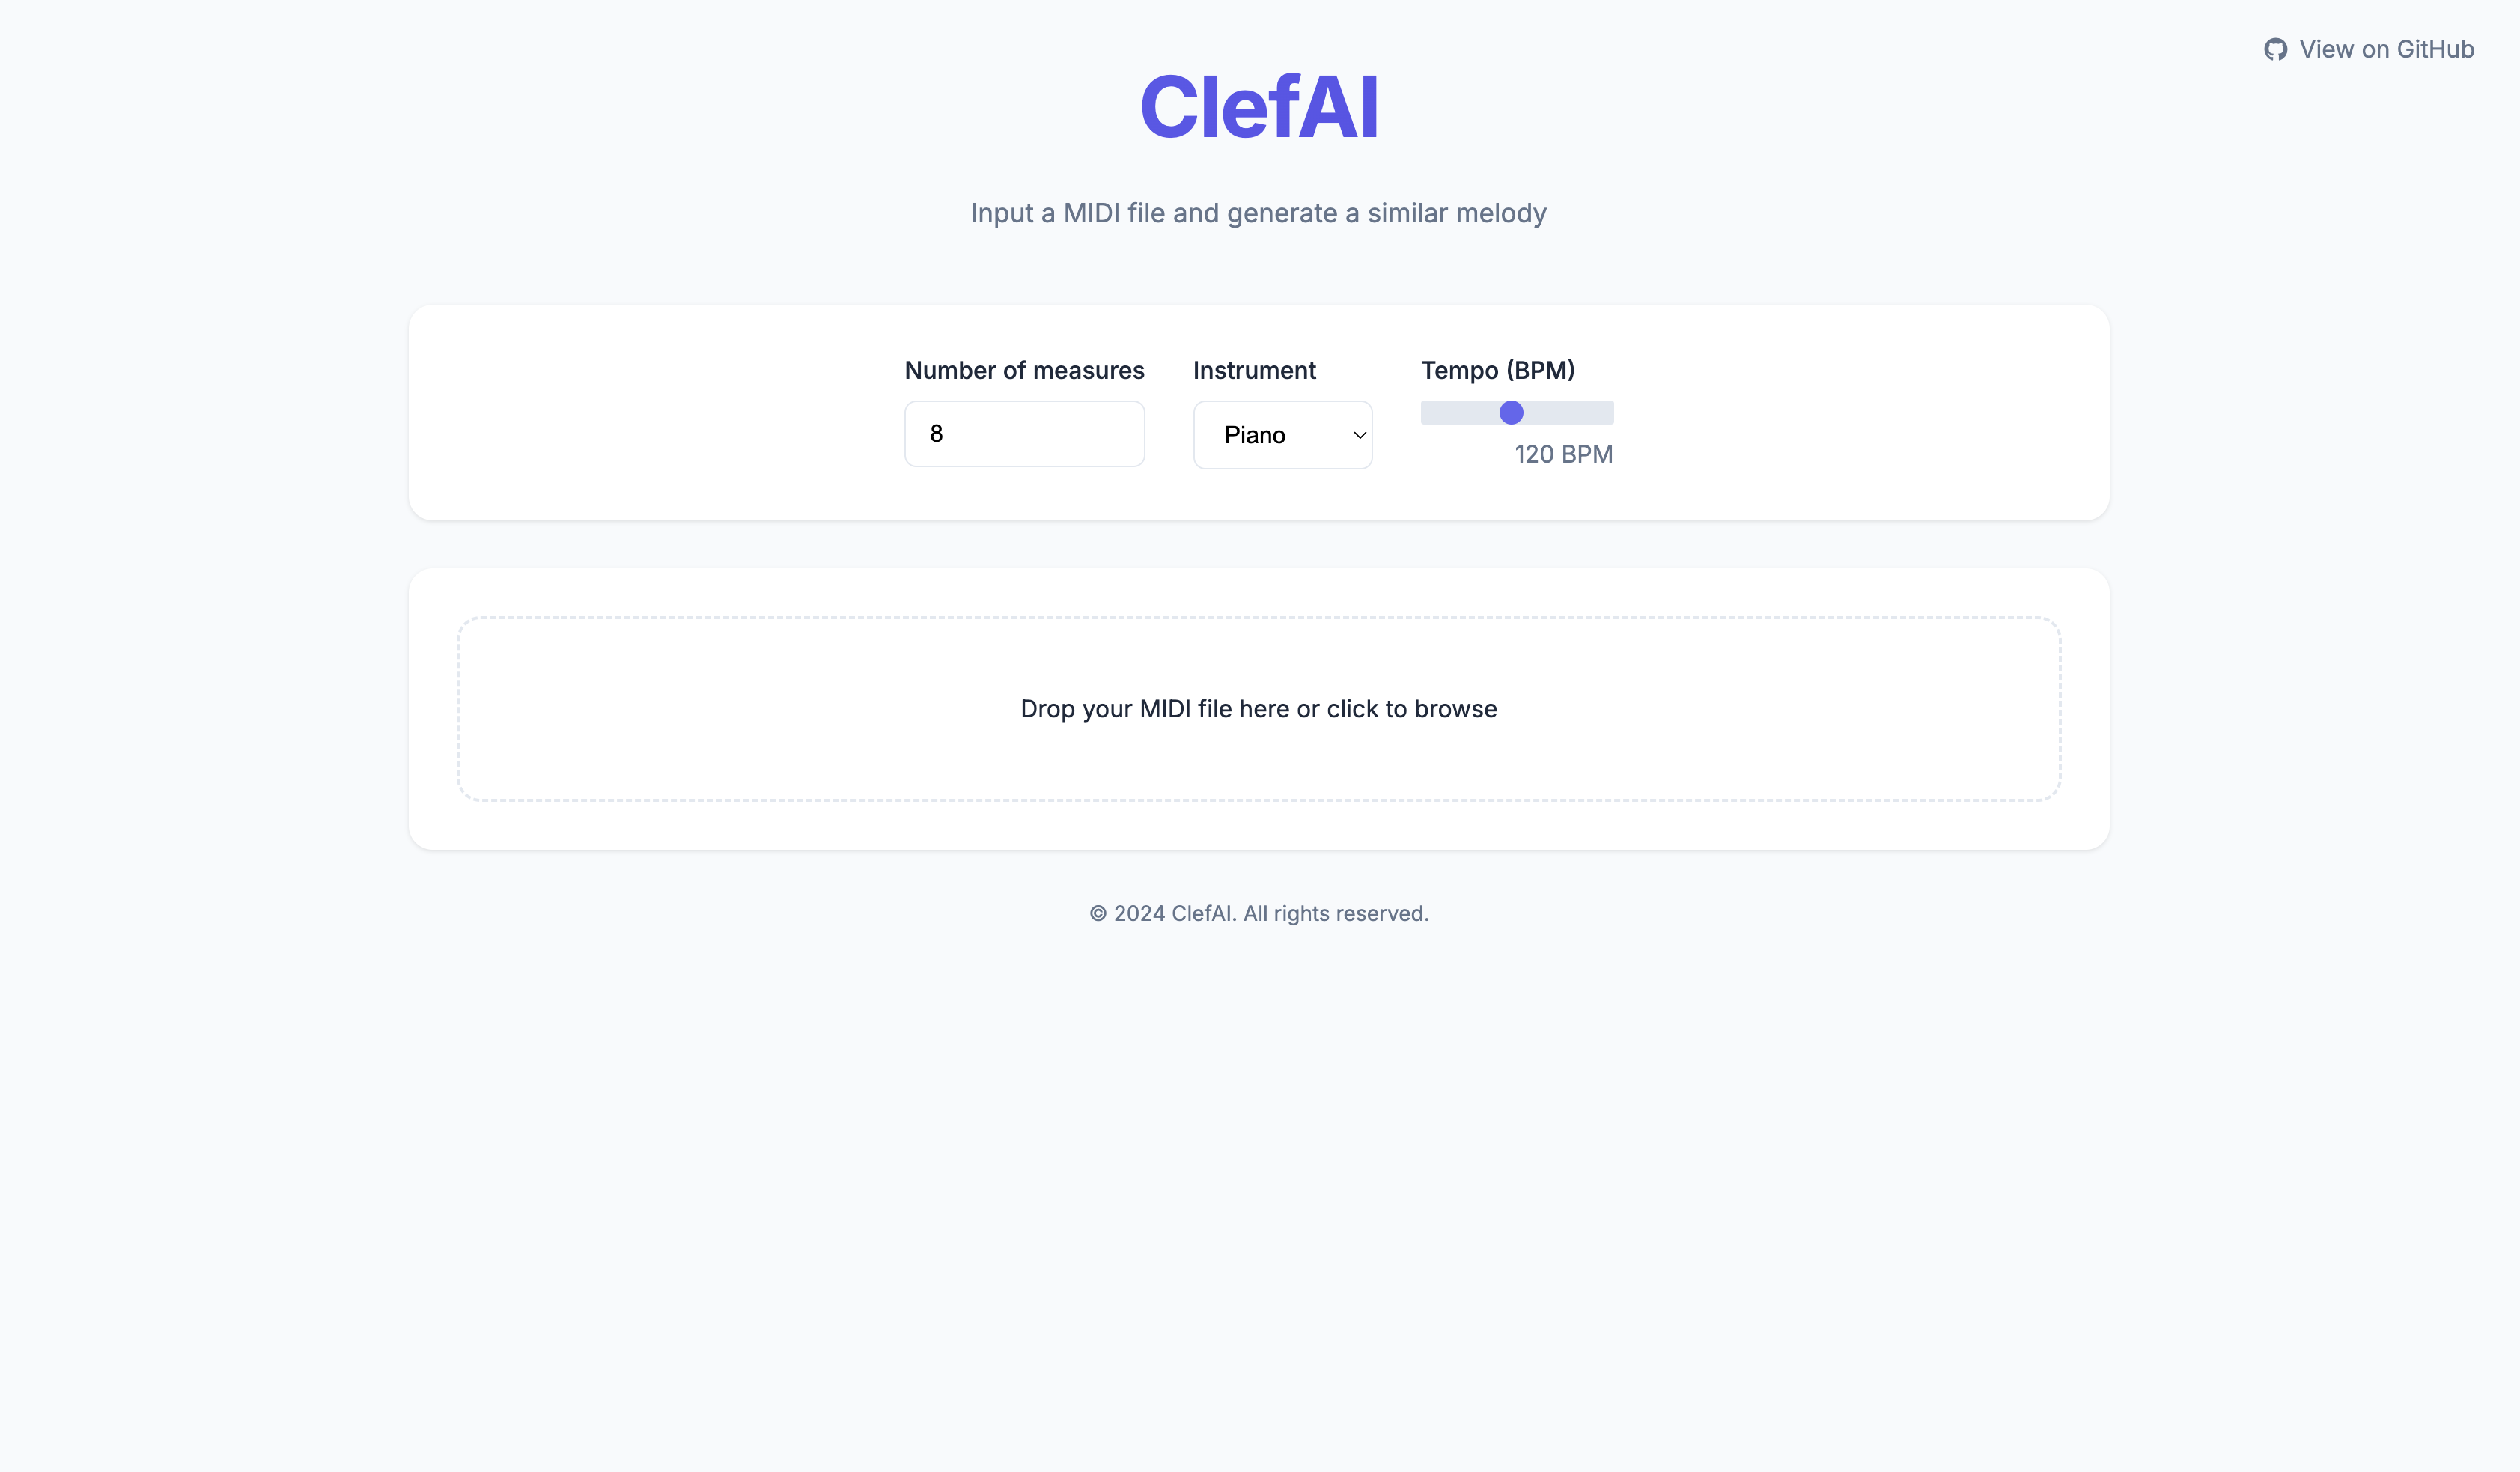 View on GitHub
ClefAI
Input a MIDI file and generate a similar melody
Number of measures
Instrument
Tempo (BPM)
8
Piano
120 BPM
Drop your MIDI file here or click to browse
© 2024 ClefAI. All rights reserved.